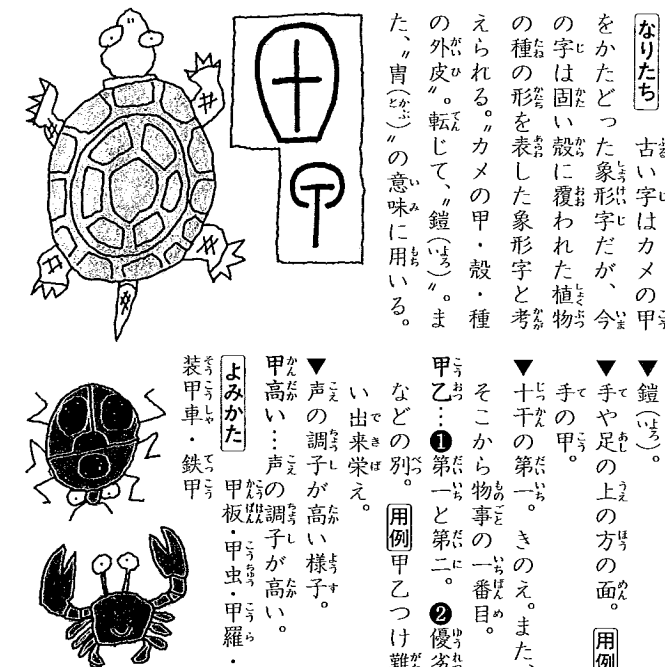 なりたち
古い字はカメの甲
をかたどった象形字だが、今
の字は固い殻に覆われた植物
の種の形を表した象形字と考
えられる。〝カメの甲・殻・種
の外皮〟。転じて、〝鎧（よろい）〟。ま
た、〝冑（かぶと）〟の意味に用いる。
▼鎧（よろい）。
▼手や足の上の方の面。用例
手の甲。
▼十干の第一。きのえ。また、
そこから物事の一番目。
甲乙…❶第一と第二。❷優劣
などの別。用例甲乙つけ難
い出来栄え。
▼声の調子が高い様子。
甲高い…声の調子が高い。
よみかた
甲板・甲虫・甲羅・
装甲車・鉄甲